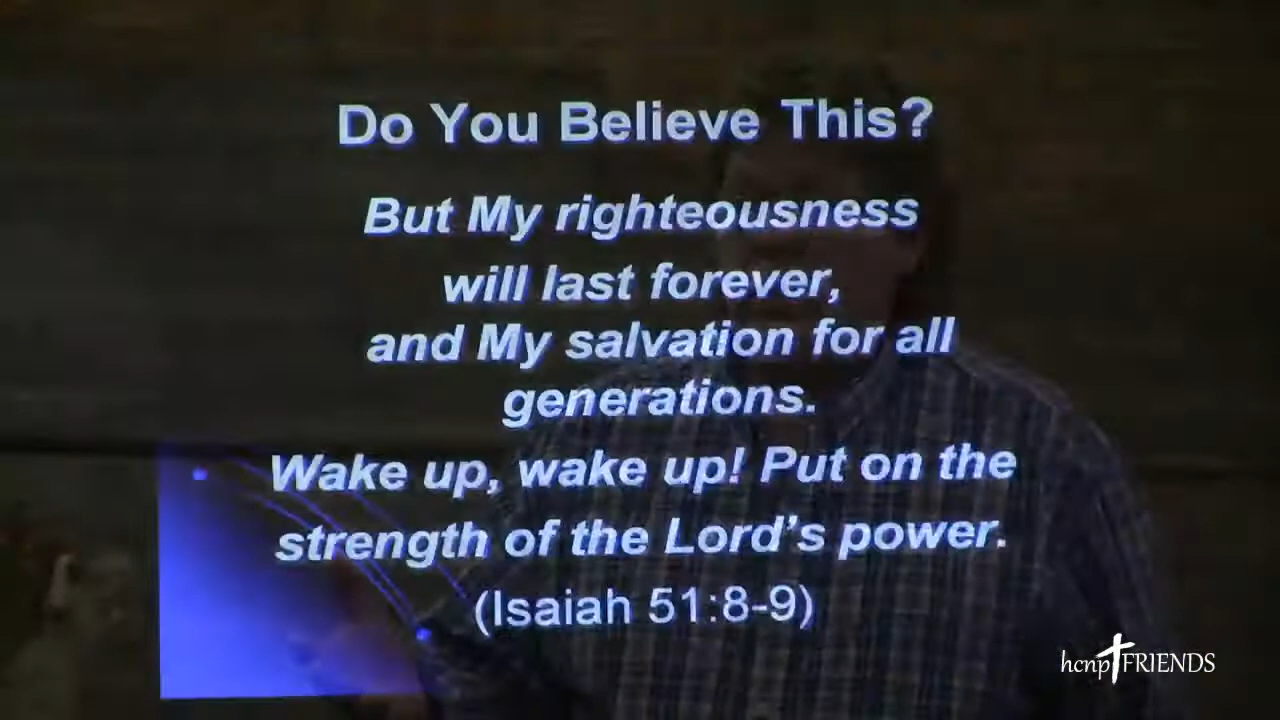 Do You Believe This?
But My righteousness
will last forever,
and My salvation for all
generations.
Wake up, wake up! Put on the
strength of the Lord’s power.
(Isaiah 51:8-9)
hcnp FRIENDS